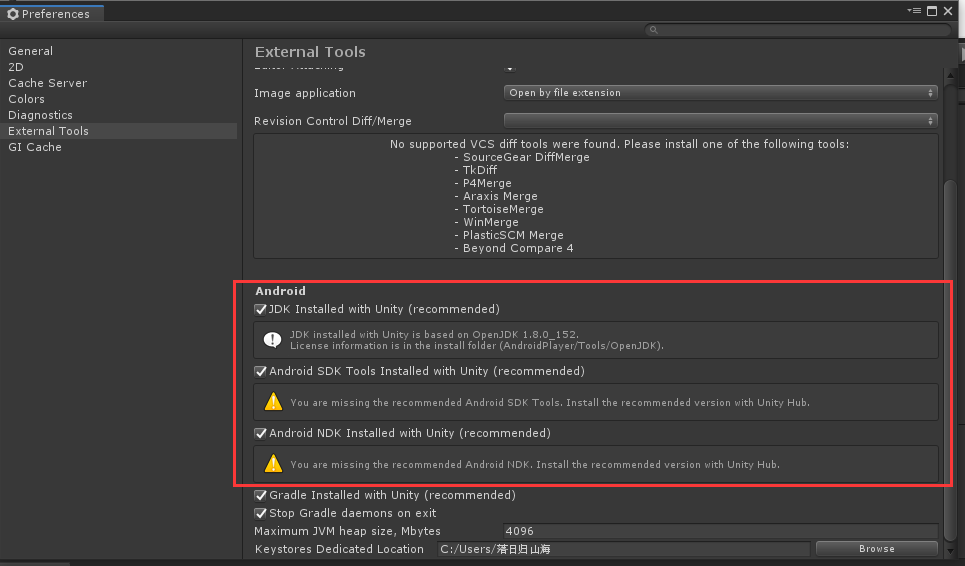 Preferences
General
2D
Cache Server
Colors
Diagnostics
External Tools
GI Cache
External Tools
Image application
Open by file extension
Revision Control Diff/Merge
No supported VCS diff tools were found. Please install one of the following tools:
- SourceGear DiffMerge
- TkDiff
- P4Merge
- Araxis Merge
- TortoiseMerge
- WinMerge
- PlasticSCM Merge
- Beyond Compare 4
Android
JDK Installed with Unity (recommended)
JDK installed with Unity is based on OpenJDK 1.8.0_152.
License information is in the install folder (AndroidPlayer/Tools/OpenJDK).
Android SDK Tools Installed with Unity (recommended)
You are missing the recommended Android SDK Tools. Install the recommended version with Unity Hub.
Android NDK Installed with Unity (recommended)
You are missing the recommended Android NDK. Install the recommended version with Unity Hub.
Gradle Installed with Unity (recommended)
Stop Gradle daemons on exit
Maximum JVM heap size, Mbytes
4096
Keystores Dedicated Location
C:/Users/落日归山海
Browse